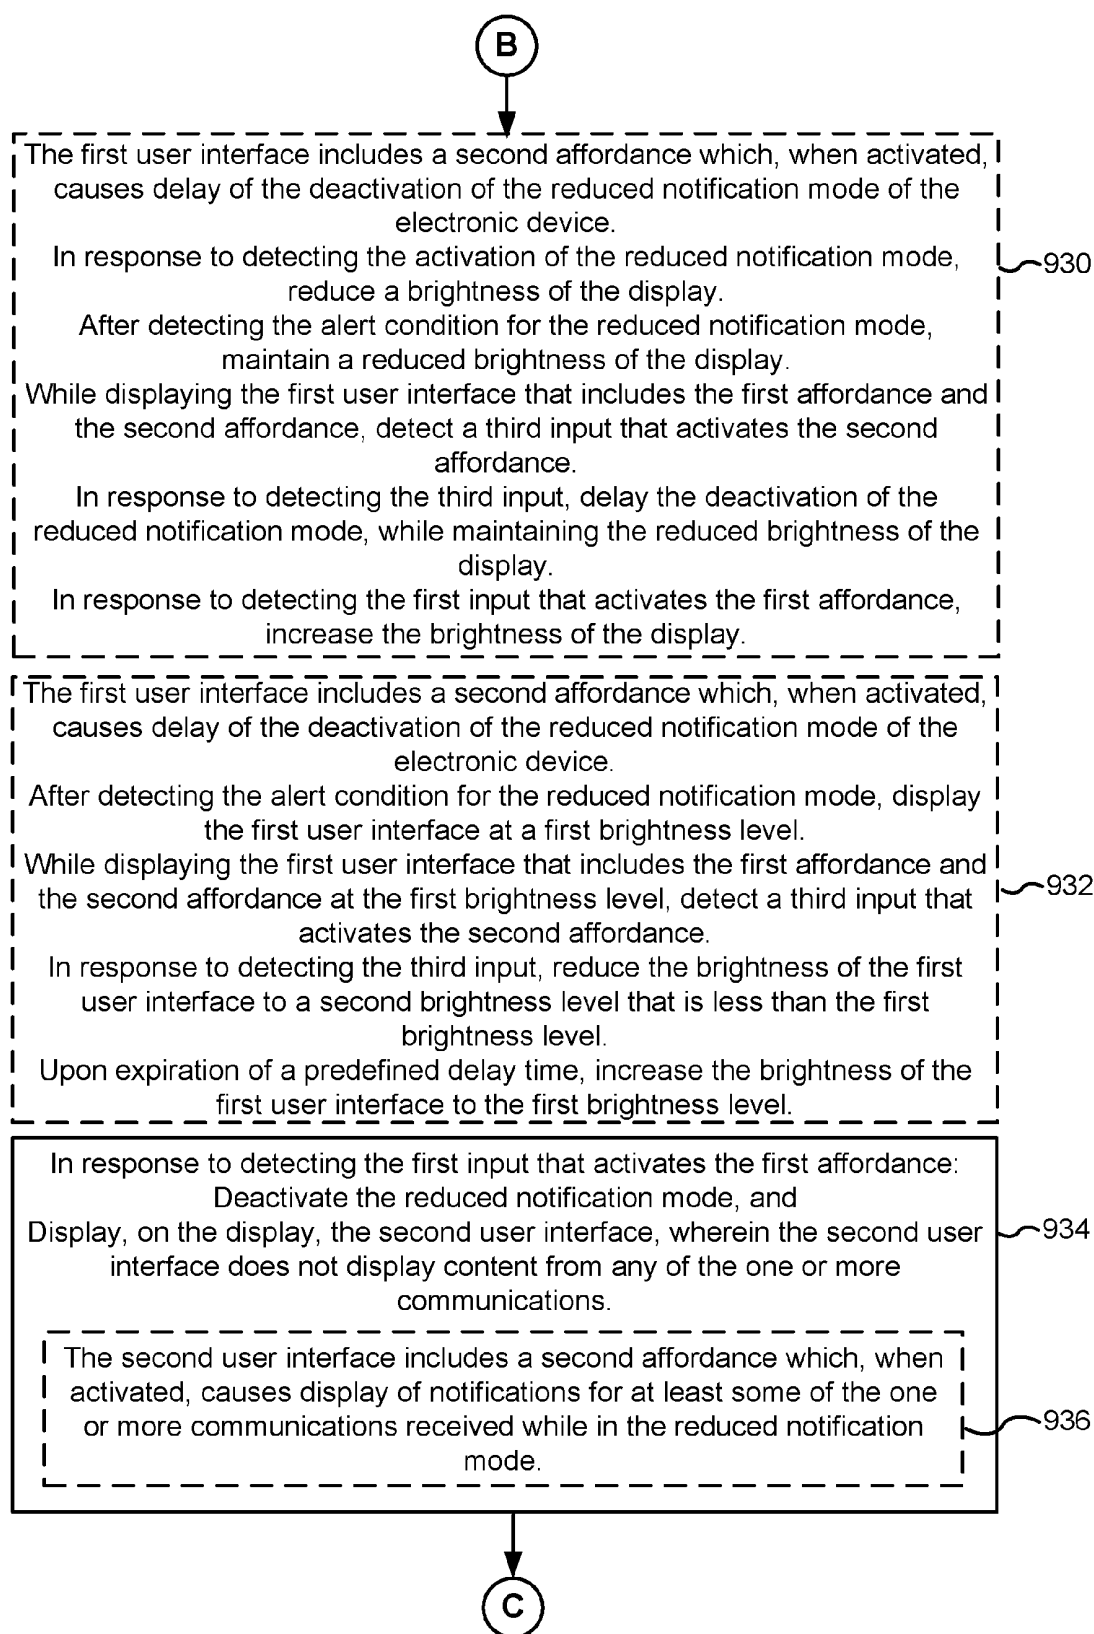 B
The first user interface includes a second affordance which, when activated,
causes delay of the deactivation of the reduced notification mode of the
electronic device.
In response to detecting the activation of the reduced notification mode,
reduce a brightness of the display.
After detecting the alert condition for the reduced notification mode,
maintain a reduced brightness of the display.
While displaying the first user interface that includes the first affordance and
the second affordance, detect a third input that activates the second
affordance.
In response to detecting the third input, delay the deactivation of the
reduced notification mode, while maintaining the reduced brightness of the
display.
In response to detecting the first input that activates the first affordance,
increase the brightness of the display.
930
The first user interface includes a second affordance which, when activated,
causes delay of the deactivation of the reduced notification mode of the
electronic device.
After detecting the alert condition for the reduced notification mode, display
the first user interface at a first brightness level.
While displaying the first user interface that includes the first affordance and
the second affordance at the first brightness level, detect a third input that
activates the second affordance.
In response to detecting the third input, reduce the brightness of the first
user interface to a second brightness level that is less than the first
brightness level.
Upon expiration of a predefined delay time, increase the brightness of the
first user interface to the first brightness level.
932
In response to detecting the first input that activates the first affordance:
Deactivate the reduced notification mode, and
Display, on the display, the second user interface, wherein the second user
interface does not display content from any of the one or more
communications.
934
The second user interface includes a second affordance which, when
activated, causes display of notifications for at least some of the one
or more communications received while in the reduced notification
mode.
936
C